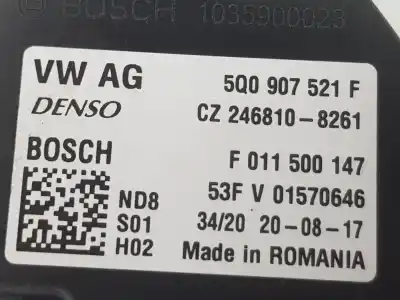 BOSCH 1035900023
VW AG 5Q0 907 521 F
DENSO CZ 246810-8261
BOSCH F 011 500 147
ND8 53F V 01570646
S01 34/20 20-08-17
H02 Made in ROMANIA